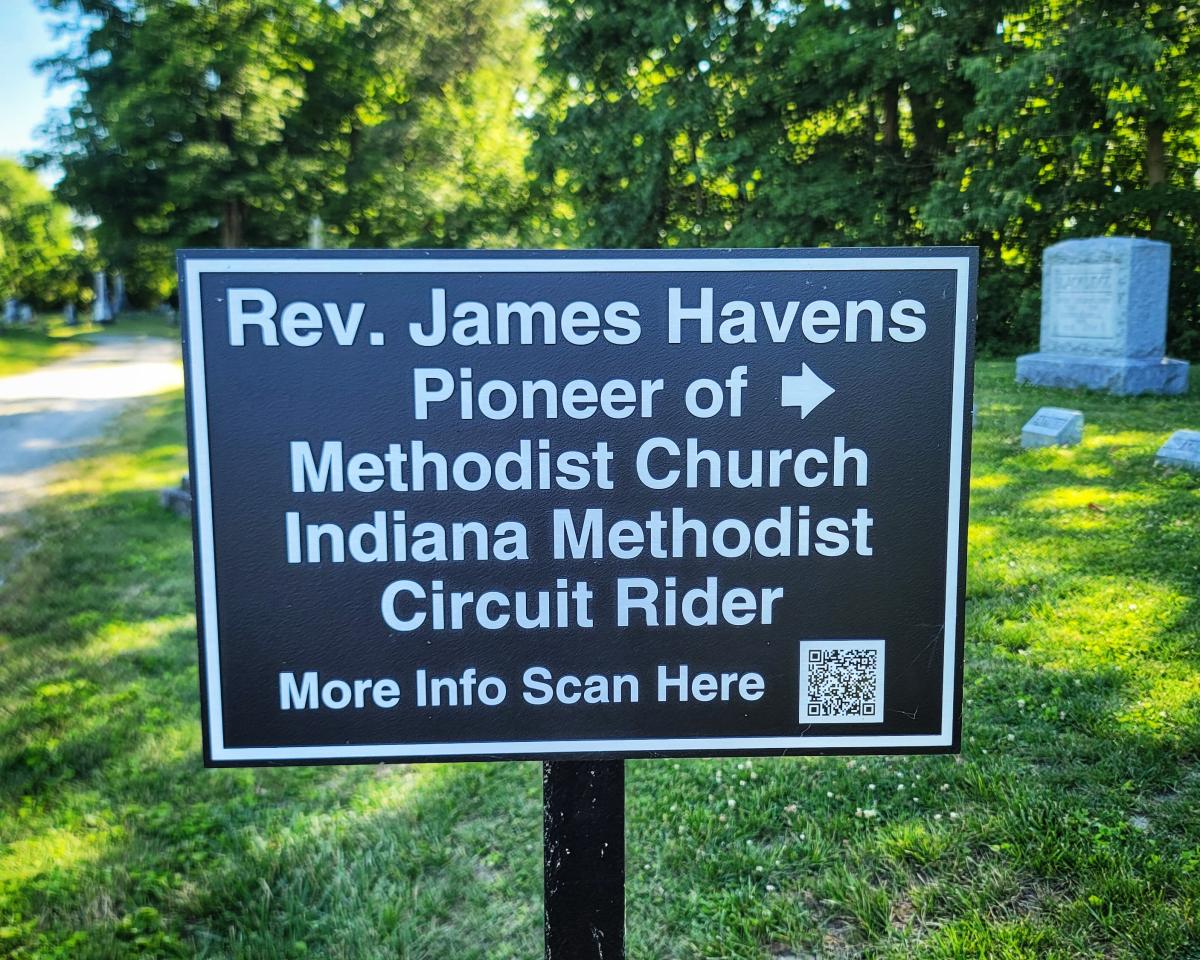 Rev. James Havens
Pioneer of
Methodist Church
Indiana Methodist
Circuit Rider
More Info Scan Here